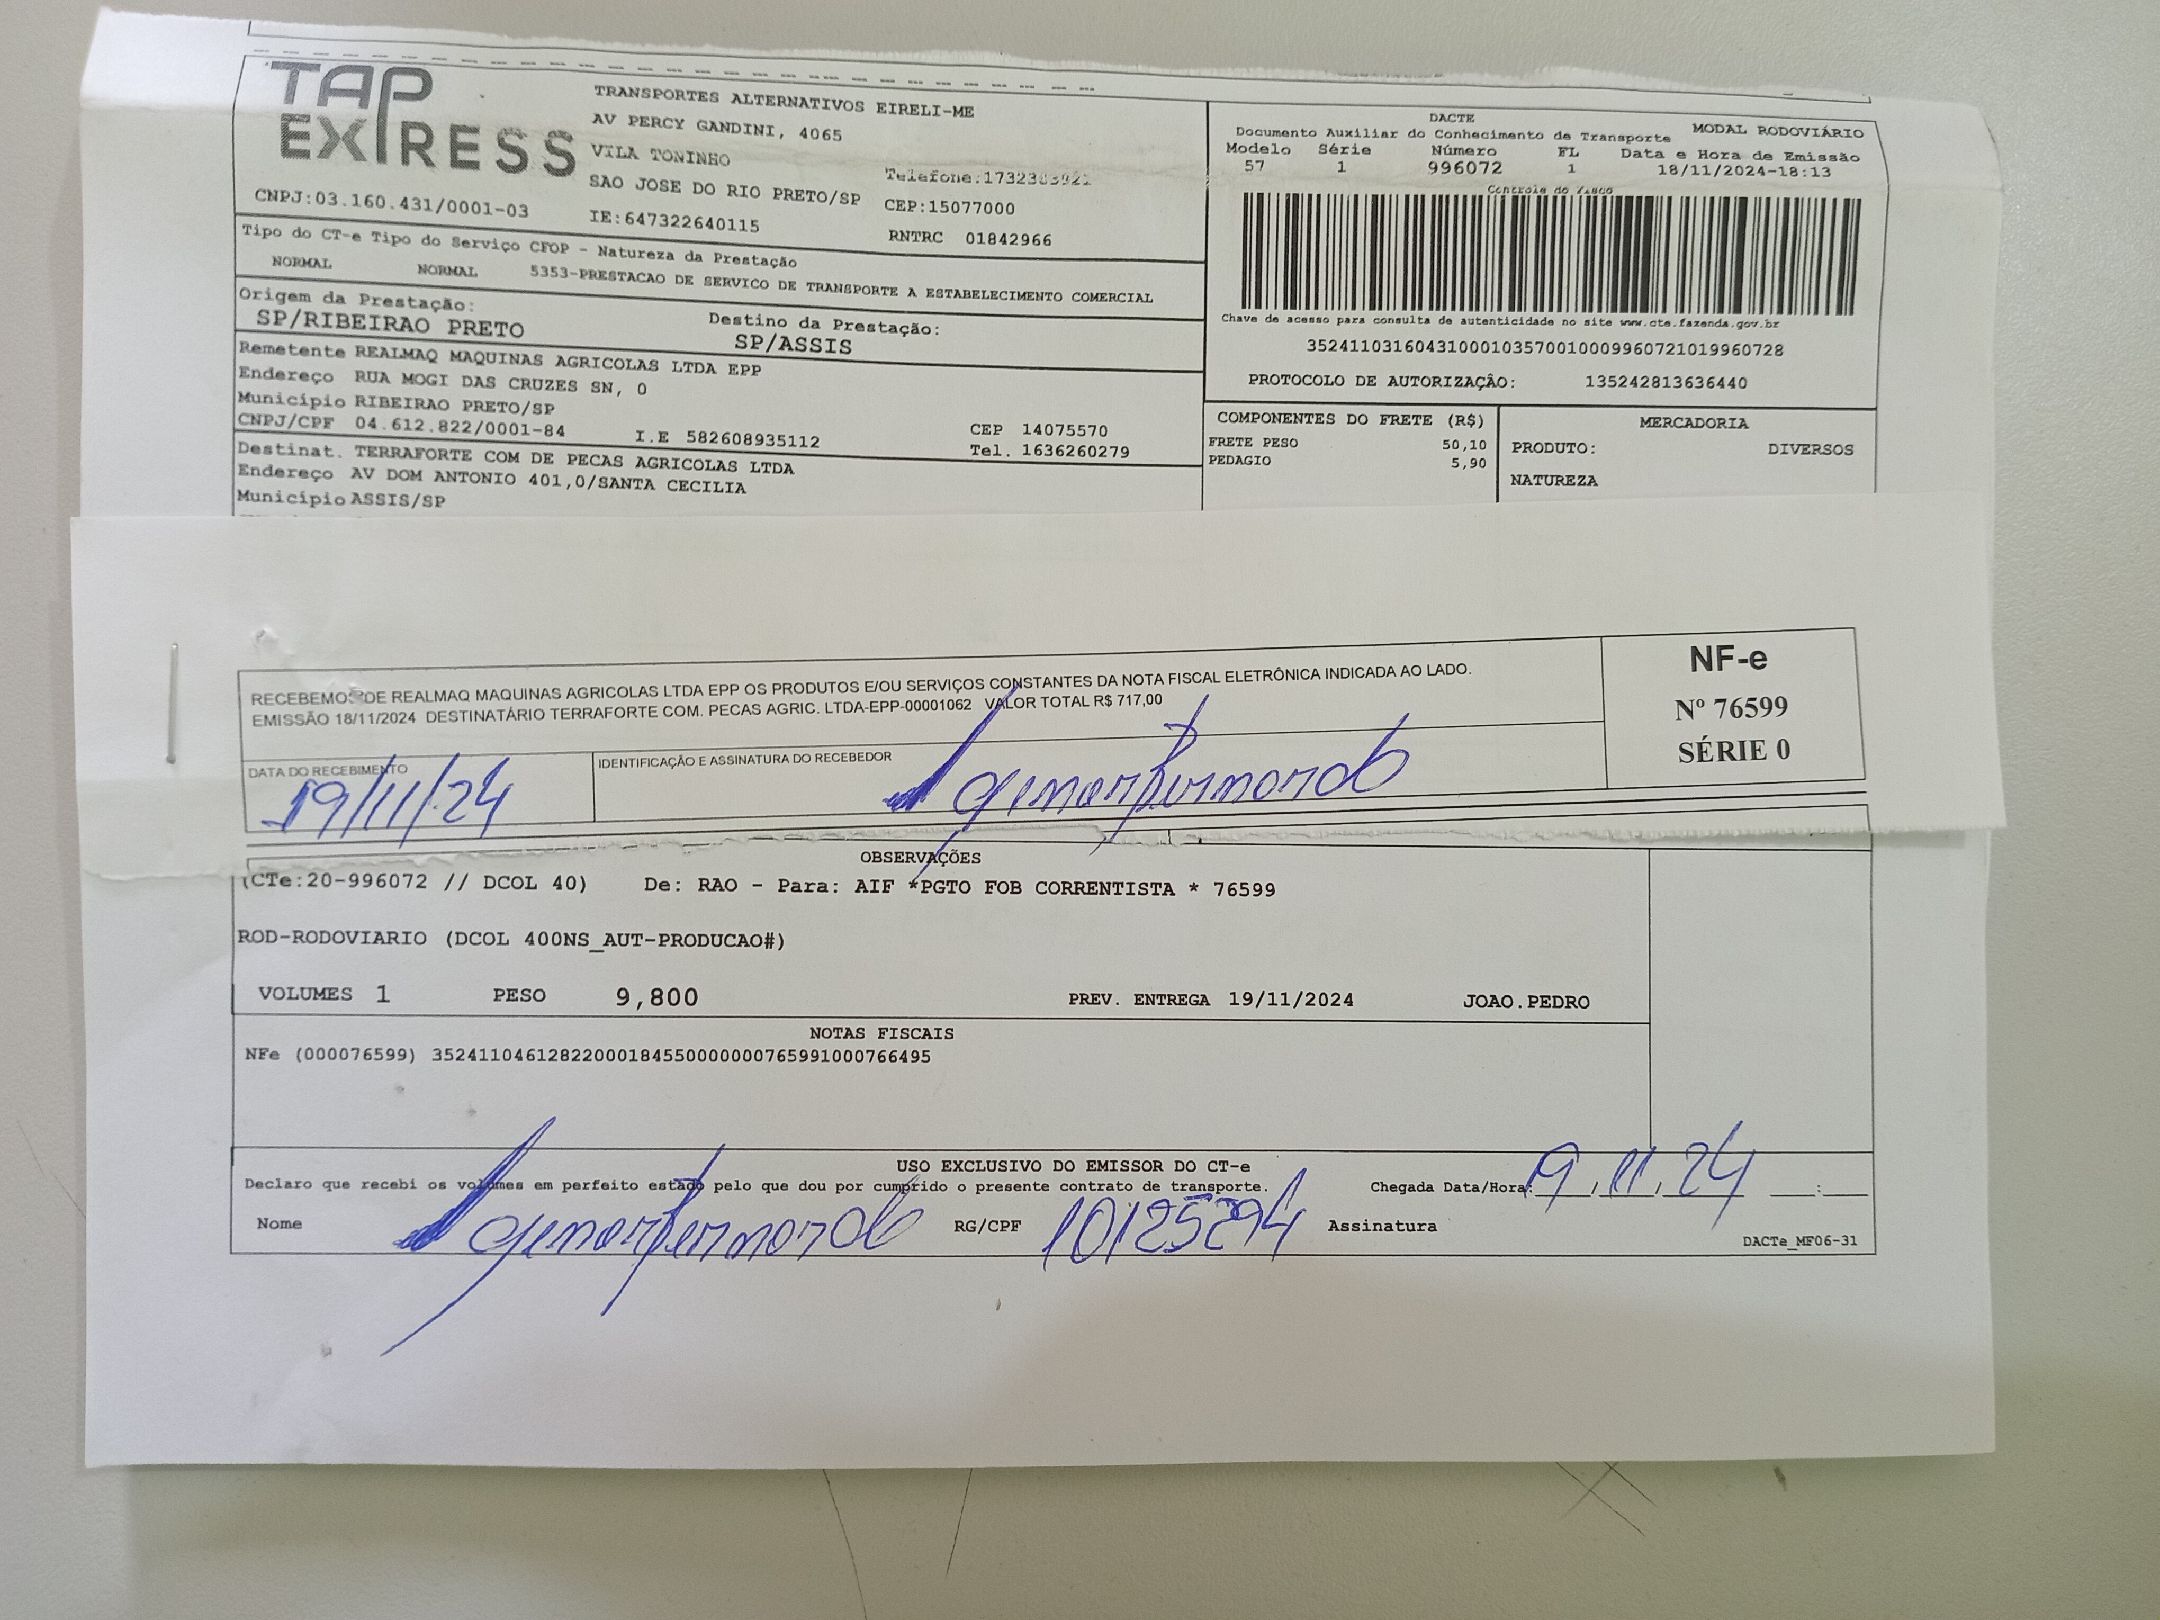 TAP EXPRESS
TRANSPORTES ALTERNATIVOS EIRELI-ME
AV PERCY GANDINI, 4065
VILA TONINHO
SAO JOSE DO RIO PRETO/SP
Telefone:
CEP:15077000
CNPJ:03.160.431/0001-03
IE:647322640115
RNTRC 01842966
DACTE
MODAL RODOVIÁRIO
Documento Auxiliar do Conhecimento de Transporte
Modelo Série Número FL Data e Hora de Emissão
57 1 996072 1 18/11/2024-18:13
Controle do Fisco
Tipo do CT-e Tipo do Serviço CFOP - Natureza da Prestação
NORMAL NORMAL 5353-PRESTACAO DE SERVICO DE TRANSPORTE A ESTABELECIMENTO COMERCIAL
Origem da Prestação:
SP/RIBEIRAO PRETO
Destino da Prestação:
SP/ASSIS
Chave de acesso para consulta de autenticidade no site www.cte.fazenda.gov.br
35241103160431000103570010009960721019960728
PROTOCOLO DE AUTORIZAÇÃO: 135242813636440
Remetente REALMAQ MAQUINAS AGRICOLAS LTDA EPP
Endereço RUA MOGI DAS CRUZES SN, 0
Município RIBEIRAO PRETO/SP
CEP 14075570
CNPJ/CPF 04.612.822/0001-84 I.E 582608935112
Tel. 1636260279
Destinat. TERRAFORTE COM DE PECAS AGRICOLAS LTDA
Endereço AV DOM ANTONIO 401,0/SANTA CECILIA
Município ASSIS/SP
COMPONENTES DO FRETE (R$)
FRETE PESO 50,10
PEDAGIO 5,90
MERCADORIA
PRODUTO: DIVERSOS
NATUREZA
RECEBEMOS DE REALMAQ MAQUINAS AGRICOLAS LTDA EPP OS PRODUTOS E/OU SERVIÇOS CONSTANTES DA NOTA FISCAL ELETRÔNICA INDICADA AO LADO.
EMISSÃO 18/11/2024 DESTINATÁRIO TERRAFORTE COM. PECAS AGRIC. LTDA-EPP-00001062 VALOR TOTAL R$ 717,00
NF-e
Nº 76599
SÉRIE 0
DATA DO RECEBIMENTO
19/11/24
IDENTIFICAÇÃO E ASSINATURA DO RECEBEDOR
OBSERVAÇÕES
(CTe:20-996072 // DCOL 40) De: RAO - Para: AIF *PGTO FOB CORRENTISTA * 76599
ROD-RODOVIARIO (DCOL 400NS_AUT-PRODUCAO#)
VOLUMES 1 PESO 9,800 PREV. ENTREGA 19/11/2024 JOAO.PEDRO
NOTAS FISCAIS
NFe (000076599) 35241104612822000184550000000765991000766495
USO EXCLUSIVO DO EMISSOR DO CT-e
Declaro que recebi os volumes em perfeito estado pelo que dou por cumprido o presente contrato de transporte.
Chegada Data/Hora: 19,11,24 :
Nome RG/CPF Assinatura
DACTe_MF06-31